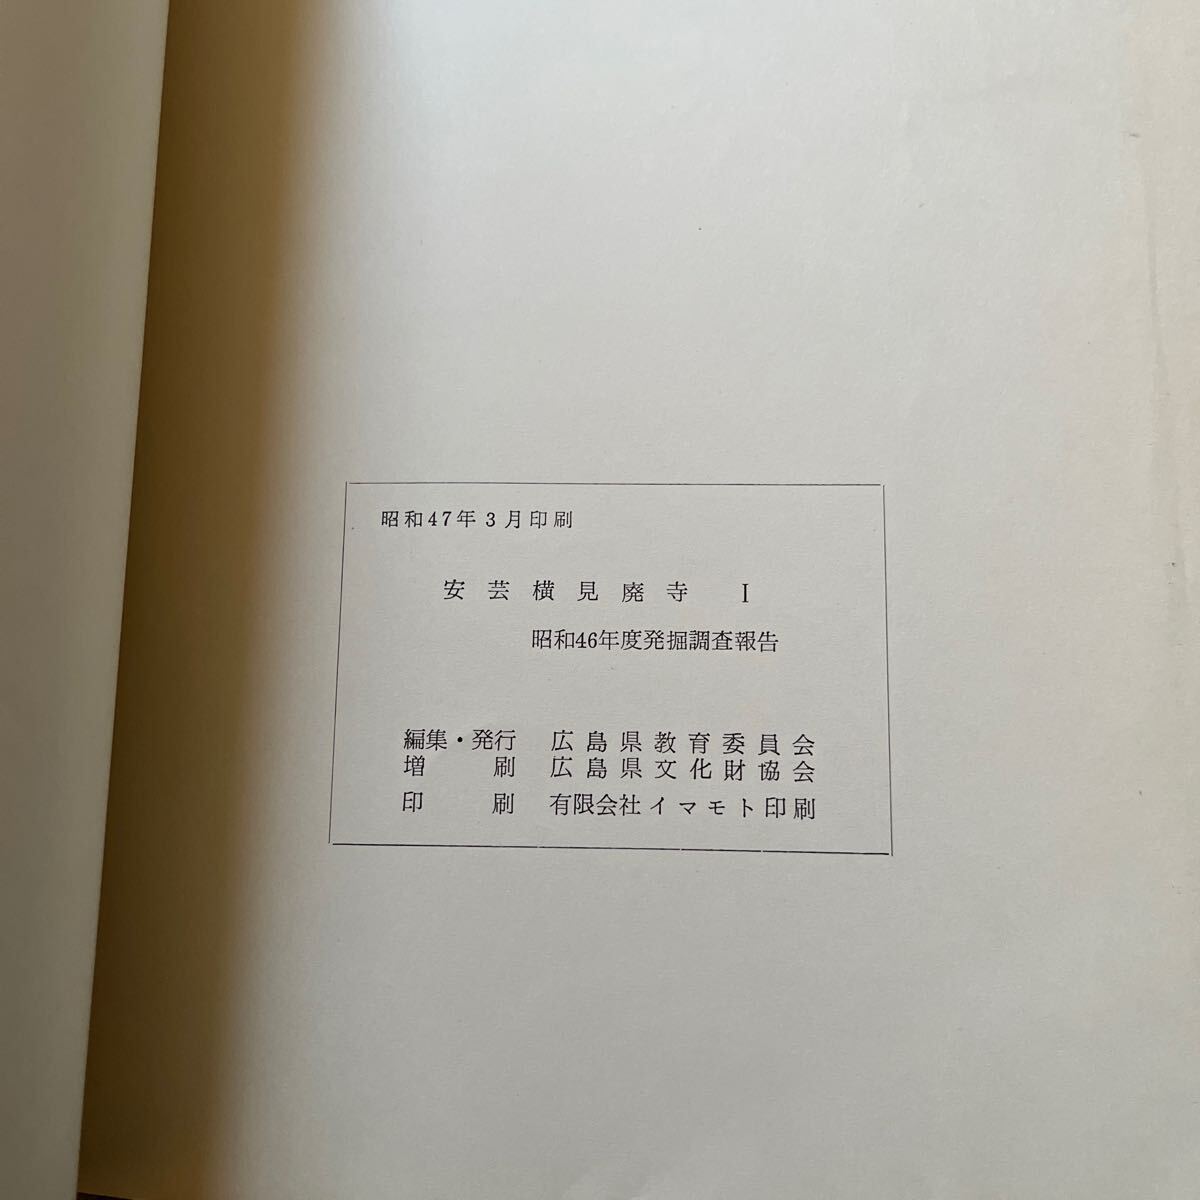 昭和47年3月印刷
安芸横見廃寺 I
昭和46年度発掘調査報告
編集・発行 広島県教育委員会
増刷 広島県文化財協会
印刷 有限会社イマモト印刷